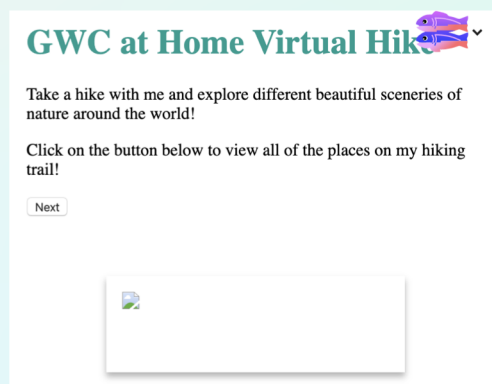 GWC at Home Virtual Hike
Take a hike with me and explore different beautiful sceneries of
nature around the world!
Click on the button below to view all of the places on my hiking
trail!
Next